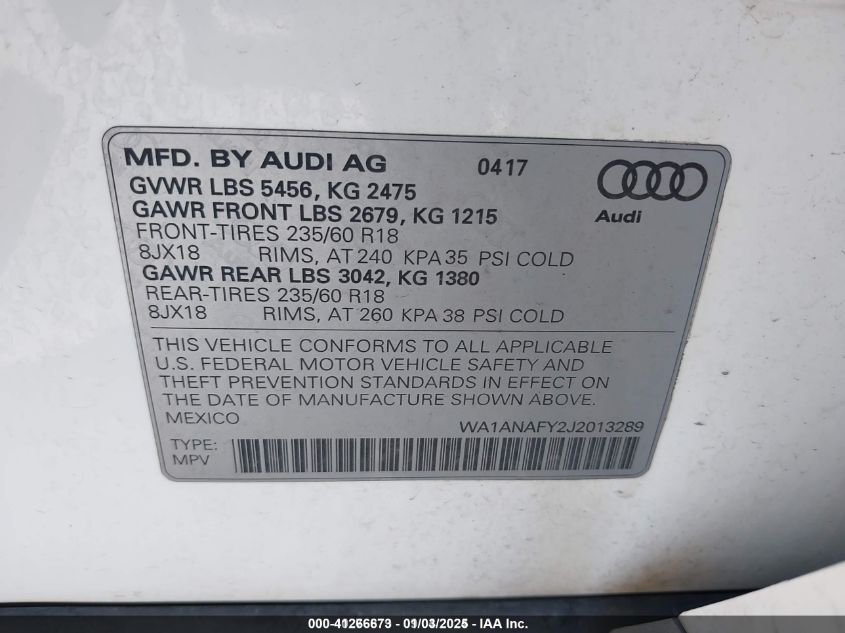 MFD. BY AUDI AG 0417
GVWR LBS 5456, KG 2475
GAWR FRONT LBS 2679, KG 1215
Audi
FRONT-TIRES 235/60 R18
8JX18 RIMS, AT 240 KPA 35 PSI COLD
GAWR REAR LBS 3042, KG 1380
REAR-TIRES 235/60 R18
8JX18 RIMS, AT 260 KPA 38 PSI COLD
THIS VEHICLE CONFORMS TO ALL APPLICABLE
U.S. FEDERAL MOTOR VEHICLE SAFETY AND
THEFT PREVENTION STANDARDS IN EFFECT ON
THE DATE OF MANUFACTURE SHOWN ABOVE.
MEXICO WA1ANAFY2J2013289
TYPE:
MPV